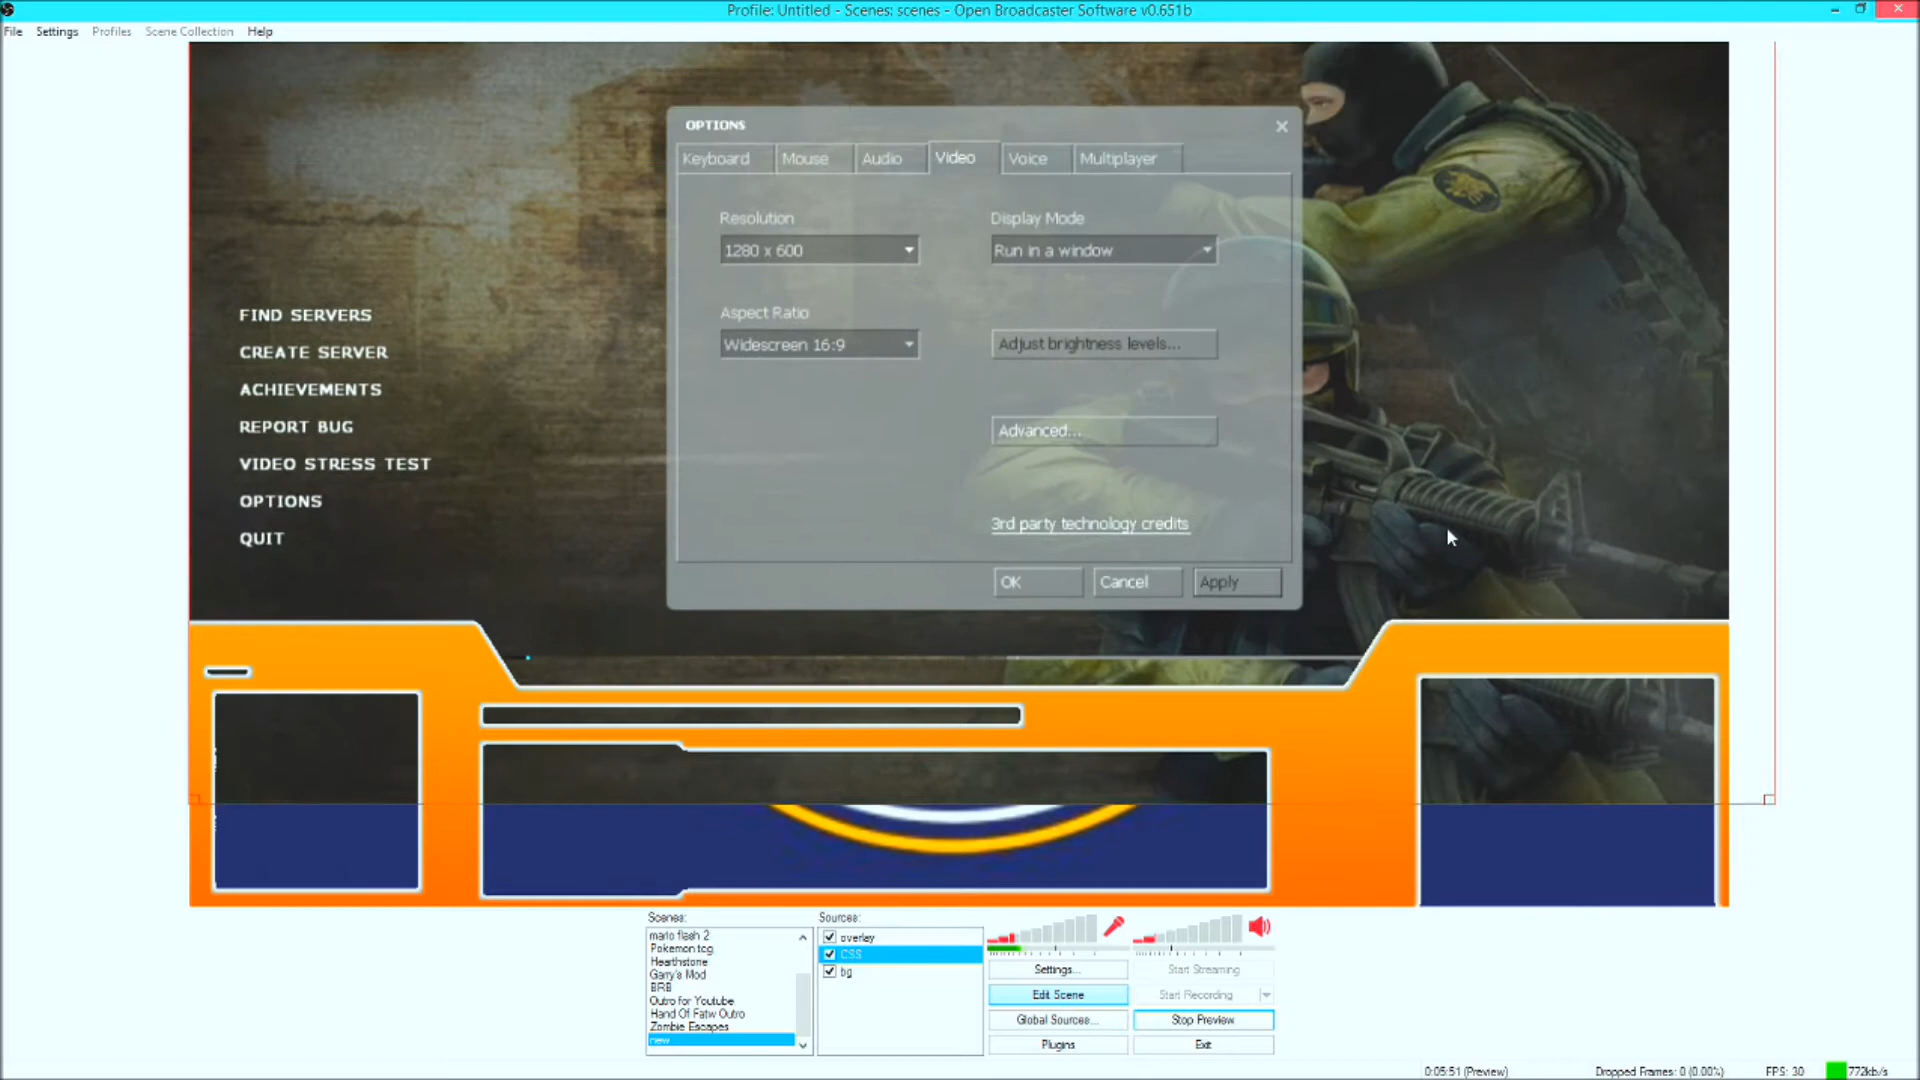 Profile: Untitled - Scenes: scenes - Open Broadcaster Software v0.651b
File Settings Profiles Scene Collection Help
OPTIONS
Keyboard Mouse Audio Video Voice Multiplayer
Resolution Display Mode
1280 x 600 Run in a window
Aspect Ratio
Widescreen 16:9 Adjust brightness levels...
Advanced...
3rd party technology credits
OK Cancel Apply
FIND SERVERS
CREATE SERVER
ACHIEVEMENTS
REPORT BUG
VIDEO STRESS TEST
OPTIONS
QUIT
Scenes:
mario flash 2
Pokemon tcg
Hearthstone
Garry's Mod
BRB
Outro for Youtube
Hand Of Fatw Outro
Zombie Escapes
new
Sources:
overlay
CSS
bg
Settings... Start Streaming
Edit Scene Start Recording
Global Sources... Stop Preview
Plugins Exit
0:05:51 (Preview) Dropped Frames: 0 (0.00%) FPS: 30 772kb/s